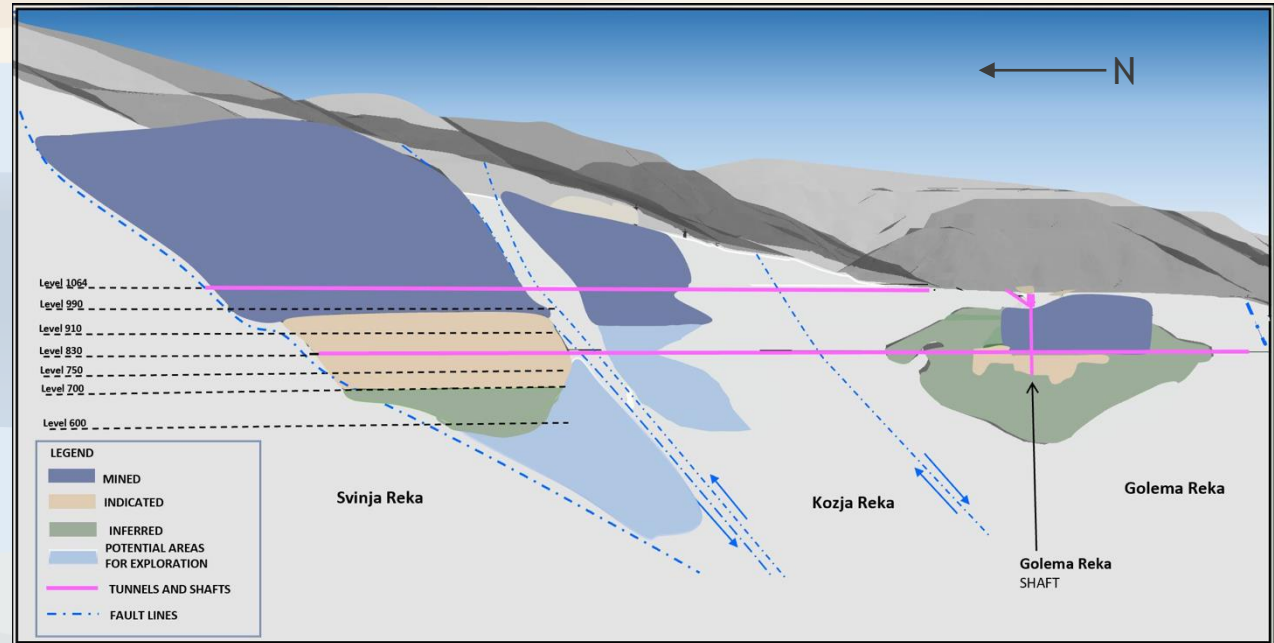 N
Level 1064
Level 990
Level 910
Level 830
Level 750
Level 700
Level 600
LEGEND
MINED
INDICATED
INFERRED
POTENTIAL AREAS
FOR EXPLORATION
TUNNELS AND SHAFTS
FAULT LINES
Svinja Reka
Kozja Reka
Golema Reka
Golema Reka
SHAFT